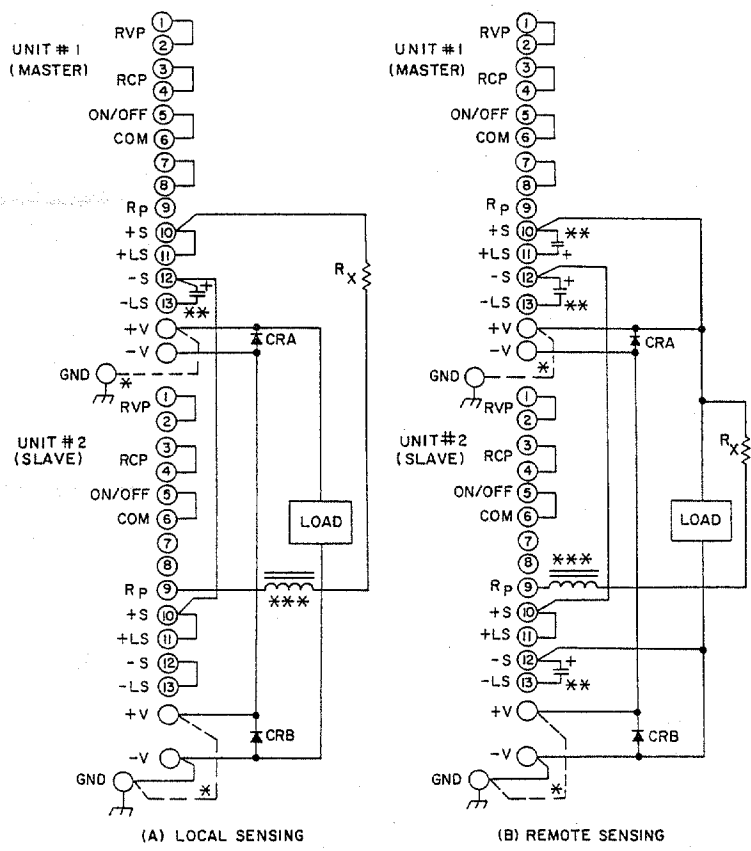 UNIT # 1
(MASTER)
RVP
1
2
RCP
3
4
ON/OFF
5
COM
6
7
8
RP
9
+S
10
+LS
11
-S
12
+
-LS
13
**
+V
-V
CRA
GND
*
RX
UNIT #2
(SLAVE)
RVP
1
2
RCP
3
4
ON/OFF
5
COM
6
7
8
LOAD
RP
9
***
+S
10
+LS
11
-S
12
-LS
13
+V
CRB
-V
GND
*
(A) LOCAL SENSING
UNIT #1
(MASTER)
RVP
1
2
RCP
3
4
ON/OFF
5
COM
6
7
8
RP
9
+S
10
**
+LS
11
+
-S
12
+
-LS
13
**
+V
-V
CRA
GND
*
UNIT #2
(SLAVE)
RVP
1
2
RCP
3
4
RX
ON/OFF
5
COM
6
LOAD
7
8
***
RP
9
+S
10
+LS
11
-S
12
+
-LS
13
**
+V
CRB
-V
GND
*
(B) REMOTE SENSING